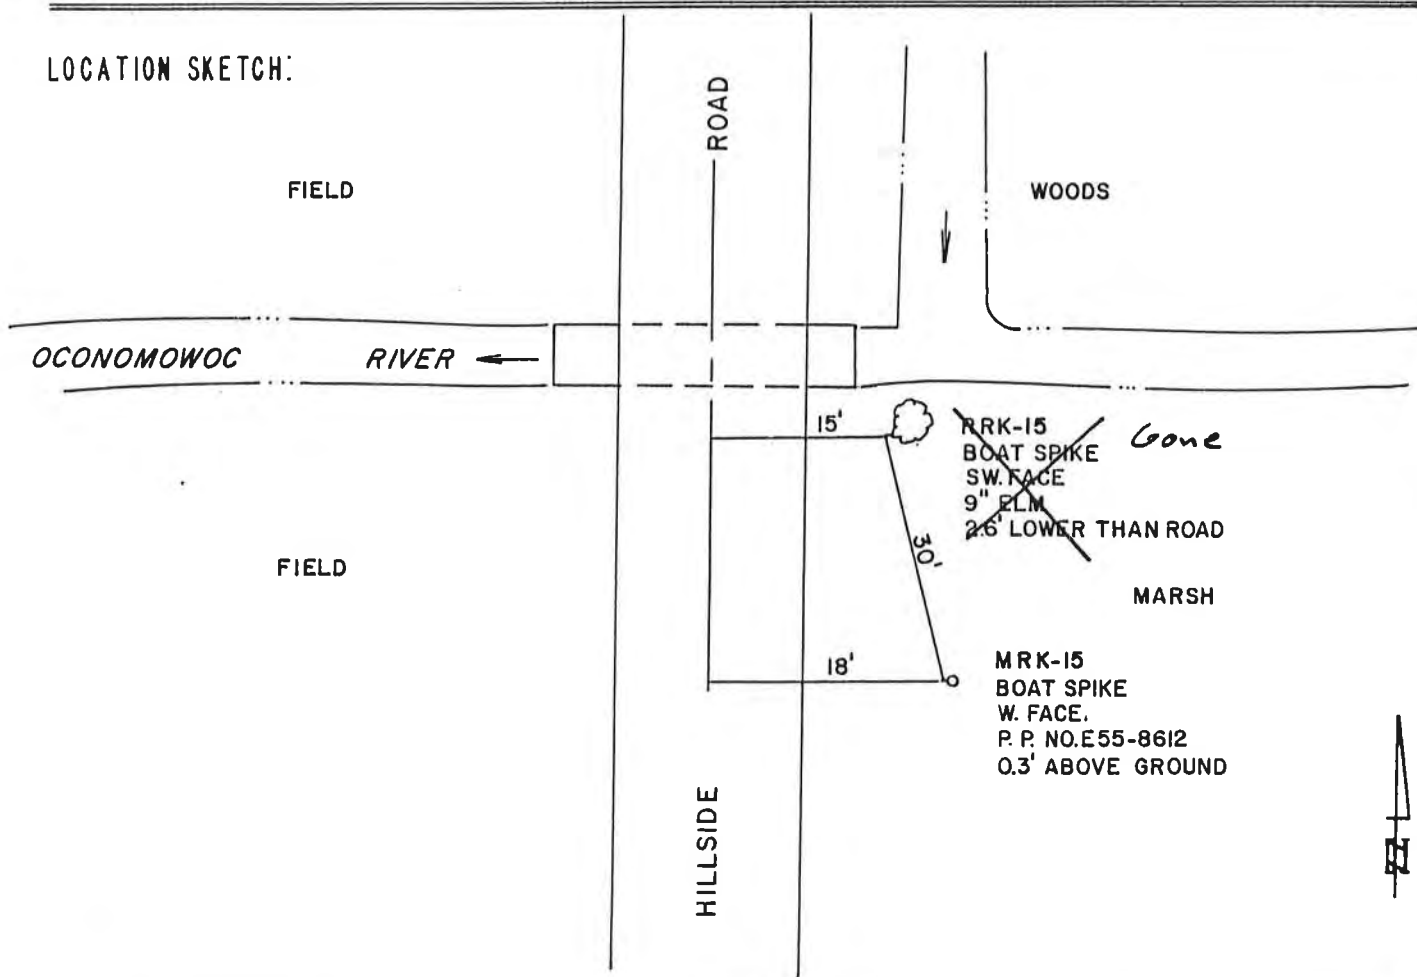 LOCATION SKETCH:
ROAD
FIELD
WOODS
OCONOMOWOC RIVER
15'
RRK-15
BOAT SPIKE
SW. FACE
9" ELM
2.6' LOWER THAN ROAD
Gone
30'
FIELD
MARSH
18'
MRK-15
BOAT SPIKE
W. FACE.
P. P. NO. E55-8612
0.3' ABOVE GROUND
HILLSIDE
N